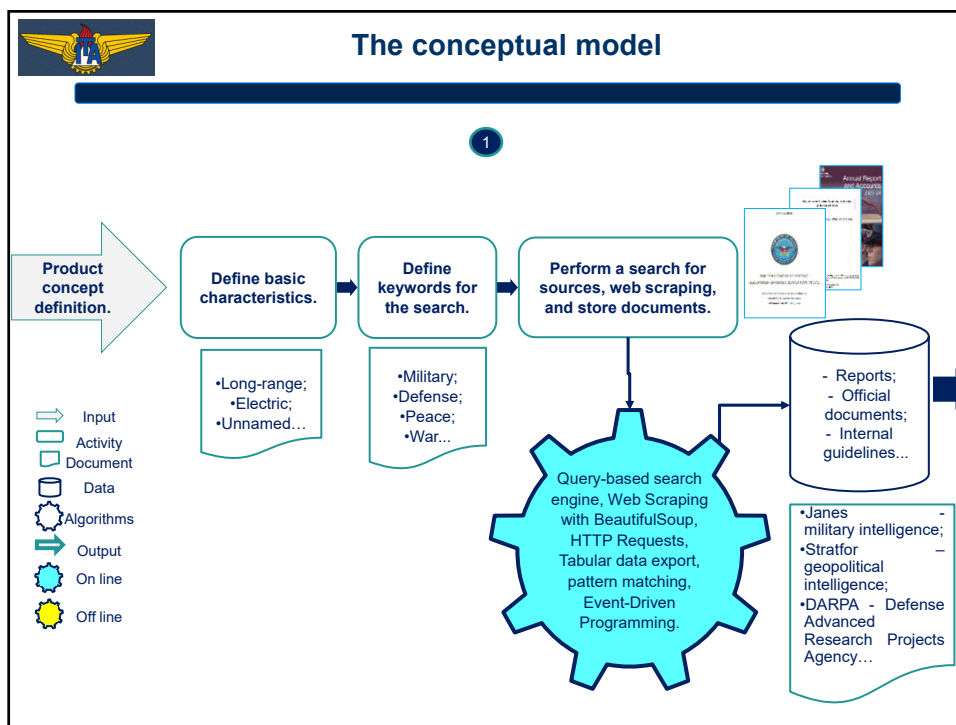 ITA
The conceptual model
1
Annual Report
and Accounts
Product
concept
definition.
Define basic
characteristics.
Define
keywords for
the search.
Perform a search for
sources, web scraping,
and store documents.
•Long-range;
•Electric;
•Unnamed…
•Military;
•Defense;
•Peace;
•War...
- Reports;
- Official
documents;
- Internal
guidelines...
Input
Activity
Document
Data
Algorithms
Output
On line
Off line
Query-based search
engine, Web Scraping
with BeautifulSoup,
HTTP Requests,
Tabular data export,
pattern matching,
Event-Driven
Programming.
•Janes -
military intelligence;
•Stratfor –
geopolitical
intelligence;
•DARPA - Defense
Advanced
Research Projects
Agency…